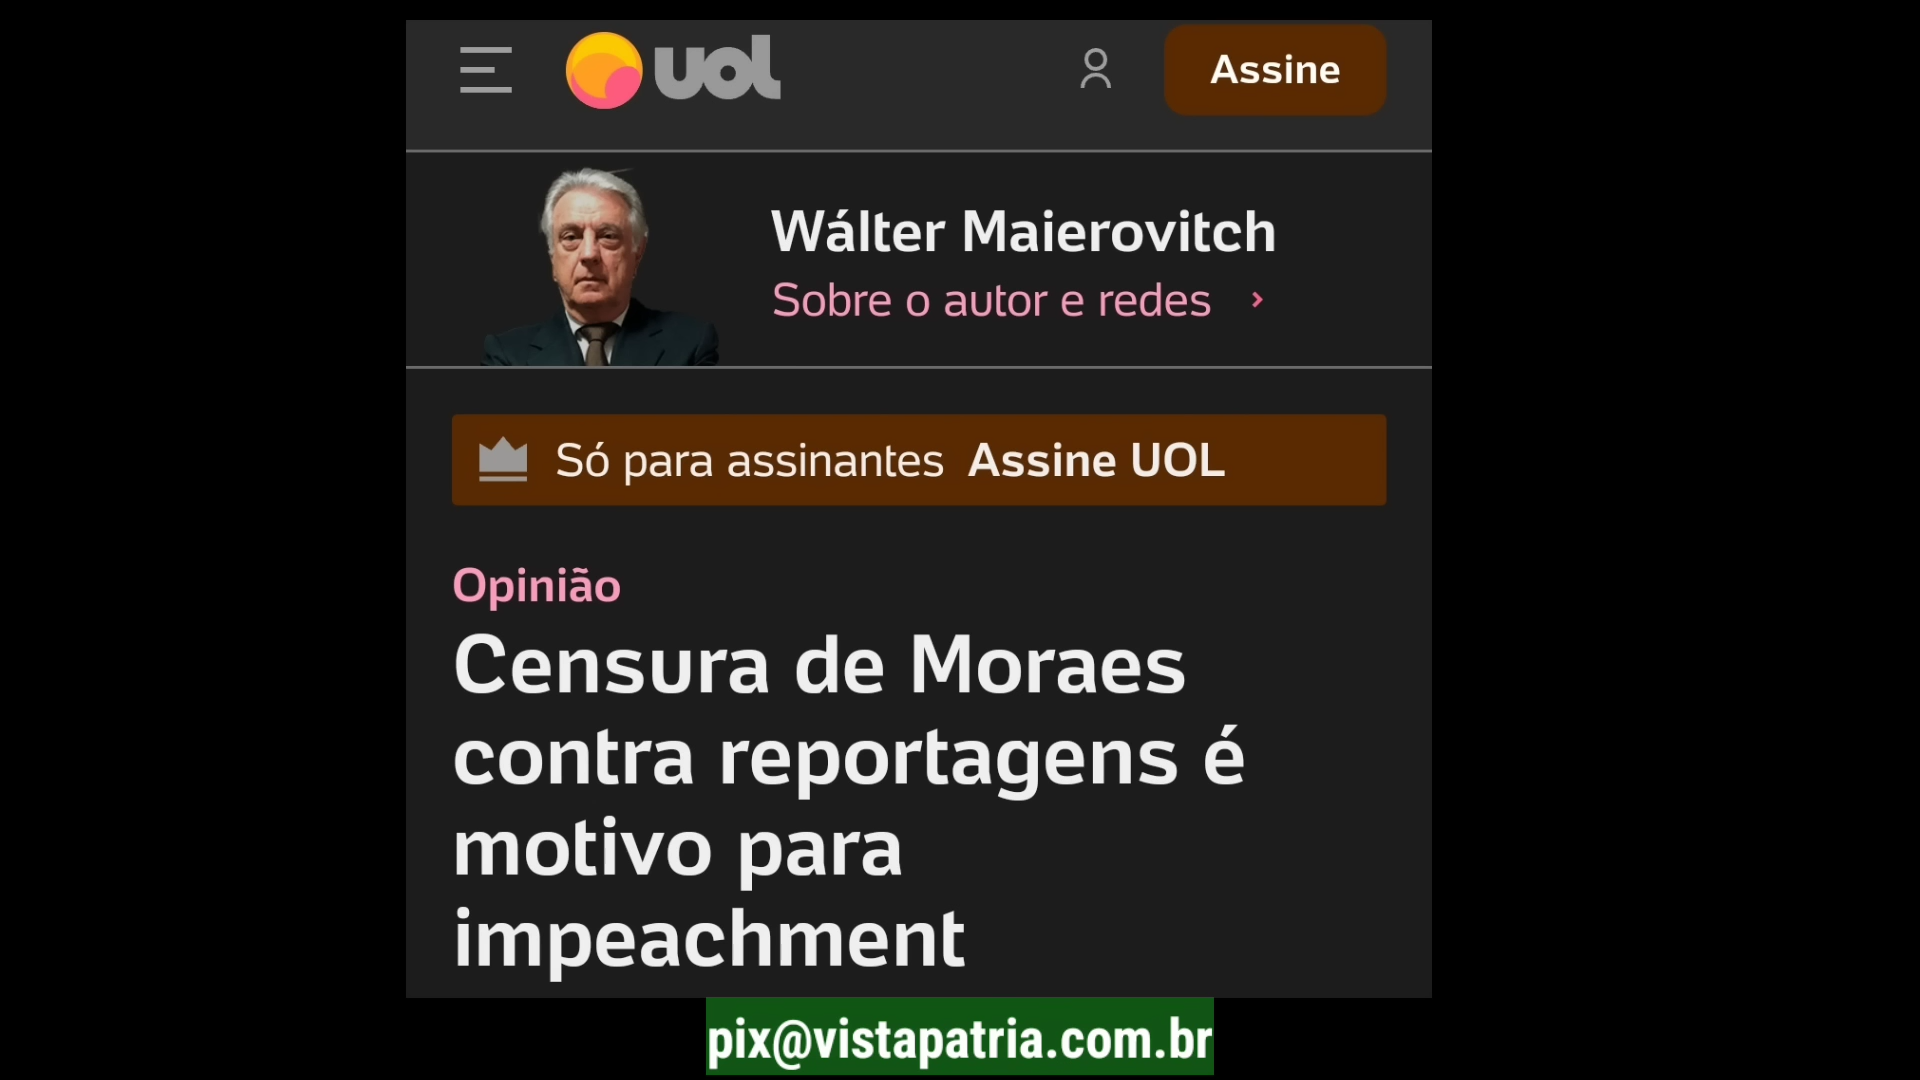 uol
Assine
Wálter Maierovitch
Sobre o autor e redes
Só para assinantes Assine UOL
Opinião
Censura de Moraes
contra reportagens é
motivo para
impeachment
pix@vistapatria.com.br